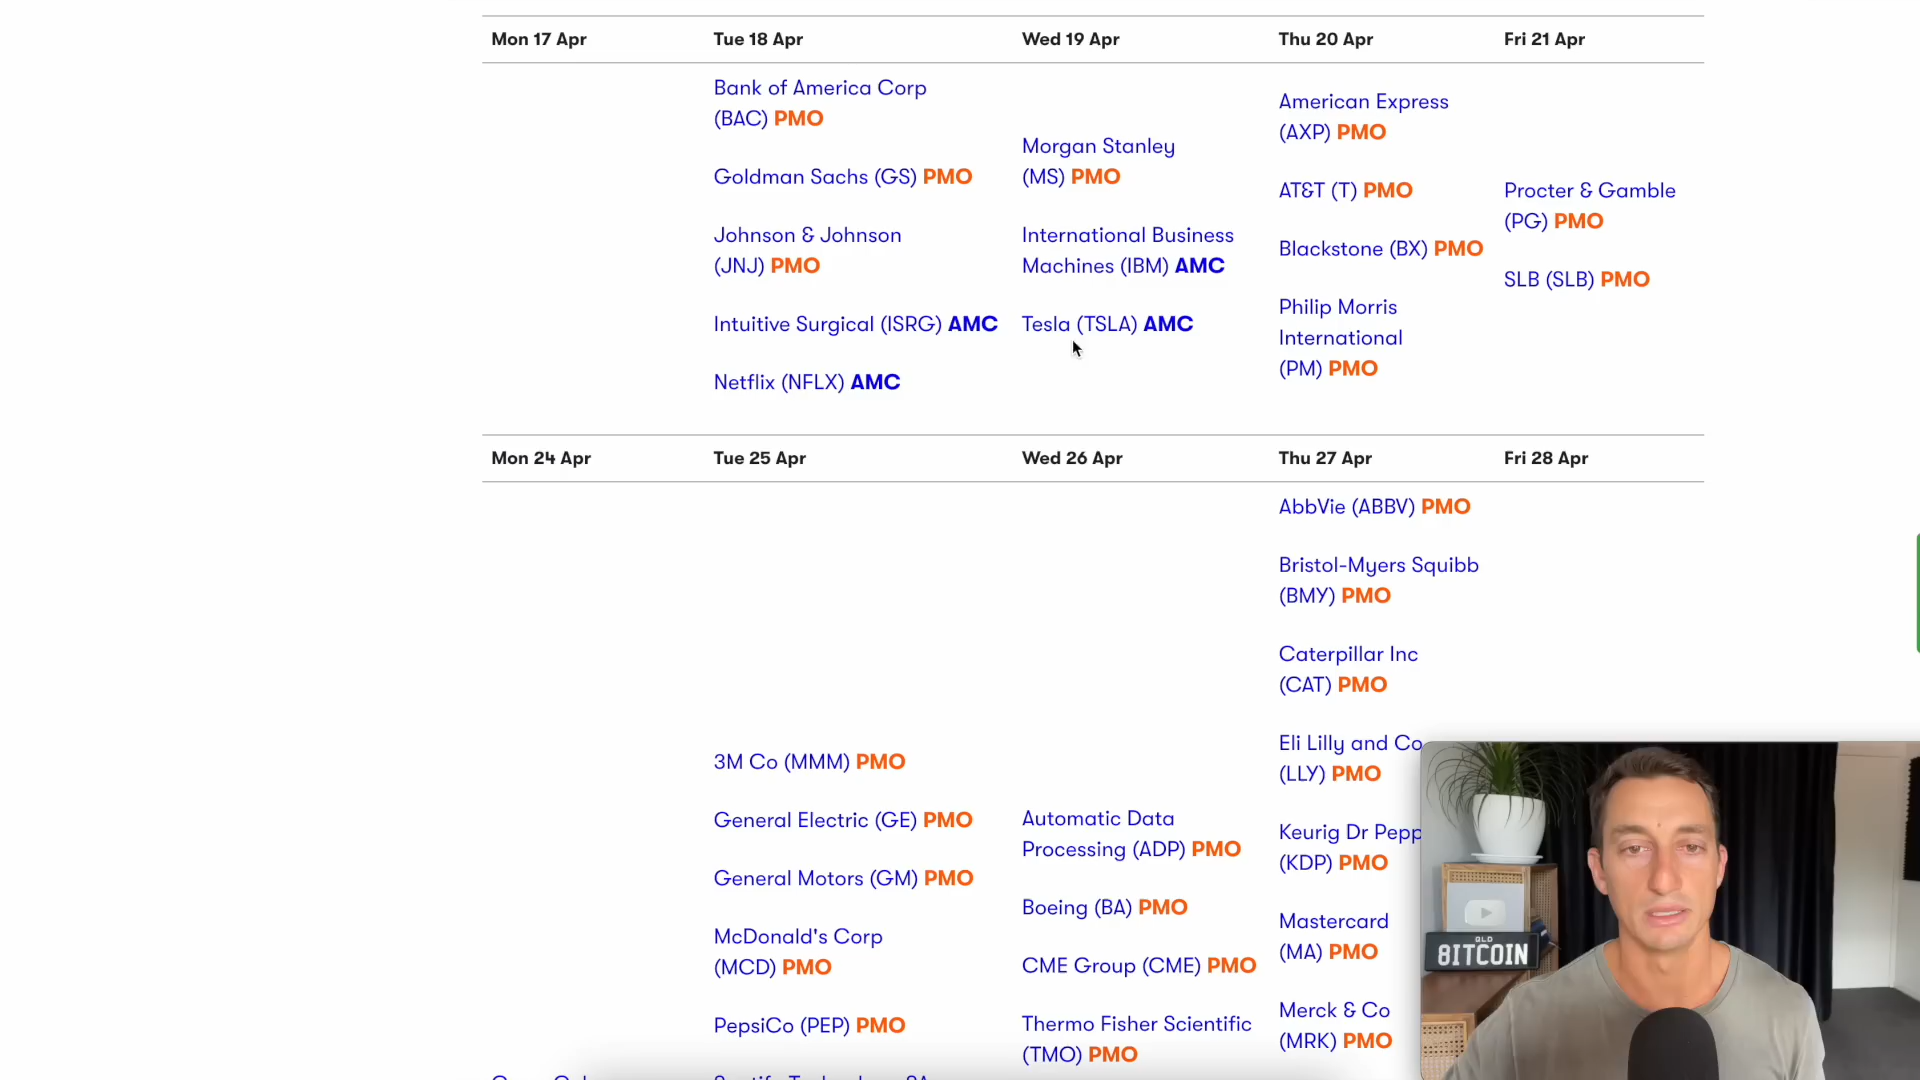 Mon 17 Apr
Tue 18 Apr
Wed 19 Apr
Thu 20 Apr
Fri 21 Apr
Bank of America Corp
(BAC) PMO
Goldman Sachs (GS) PMO
Johnson & Johnson
(JNJ) PMO
Intuitive Surgical (ISRG) AMC
Netflix (NFLX) AMC
Morgan Stanley
(MS) PMO
International Business
Machines (IBM) AMC
Tesla (TSLA) AMC
American Express
(AXP) PMO
AT&T (T) PMO
Blackstone (BX) PMO
Philip Morris
International
(PM) PMO
Procter & Gamble
(PG) PMO
SLB (SLB) PMO
Mon 24 Apr
Tue 25 Apr
Wed 26 Apr
Thu 27 Apr
Fri 28 Apr
3M Co (MMM) PMO
General Electric (GE) PMO
General Motors (GM) PMO
McDonald's Corp
(MCD) PMO
PepsiCo (PEP) PMO
Automatic Data
Processing (ADP) PMO
Boeing (BA) PMO
CME Group (CME) PMO
Thermo Fisher Scientific
(TMO) PMO
AbbVie (ABBV) PMO
Bristol-Myers Squibb
(BMY) PMO
Caterpillar Inc
(CAT) PMO
Eli Lilly and Co
(LLY) PMO
Keurig Dr Pepp
(KDP) PMO
Mastercard
(MA) PMO
Merck & Co
(MRK) PMO
QLD
8ITCOIN